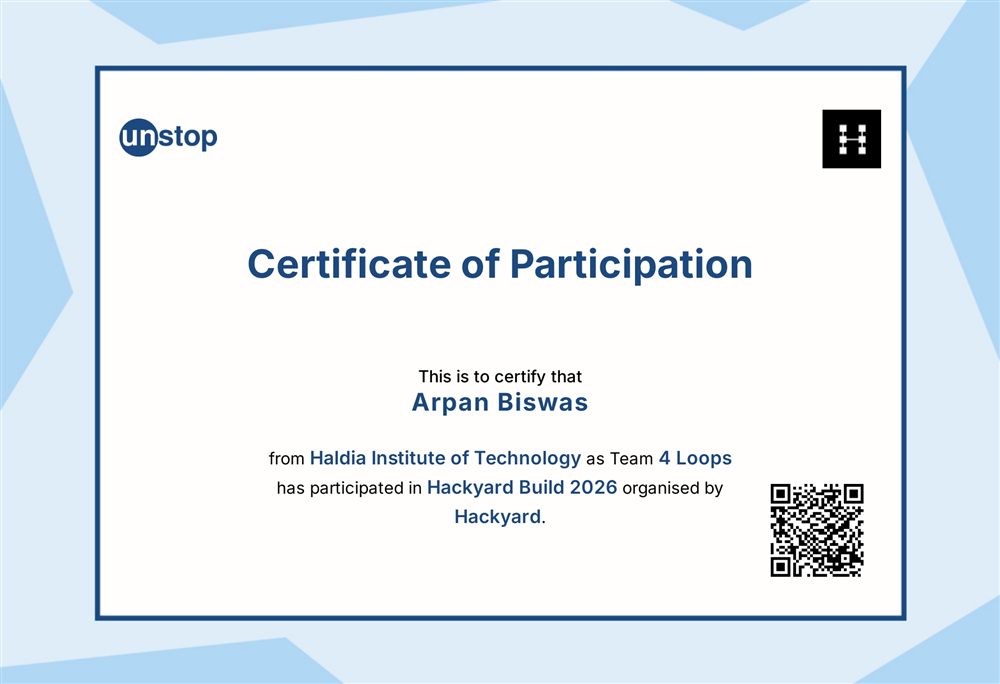 unstop
Certificate of Participation
This is to certify that
Arpan Biswas
from Haldia Institute of Technology as Team 4 Loops
has participated in Hackyard Build 2026 organised by
Hackyard.